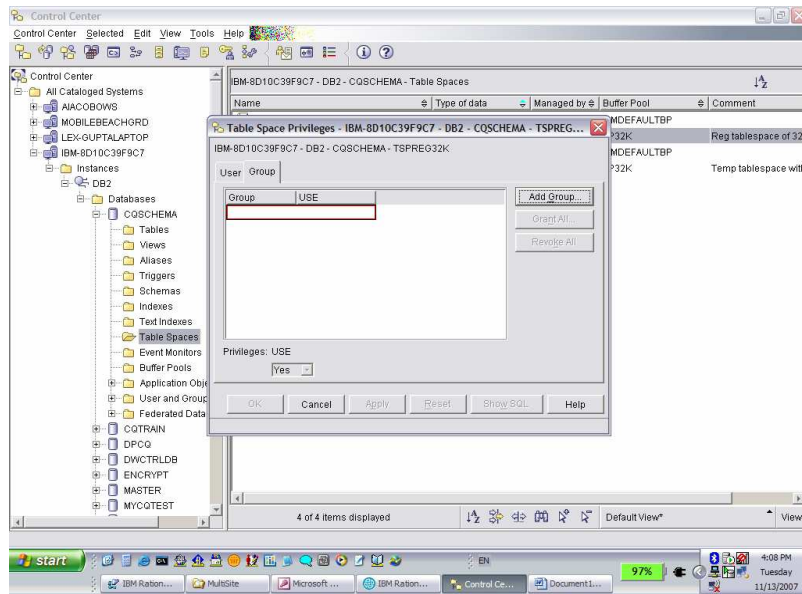 Control Center
Control Center Selected Edit View Tools Help
Control Center
All Cataloged Systems
AIACOBOWS
MOBILEBEACHGRD
LEX-GUPTALAPTOP
IBM-8D10C39F9C7
Instances
DB2
Databases
CQSCHEMA
Tables
Views
Aliases
Triggers
Schemas
Indexes
Text Indexes
Table Spaces
Event Monitors
Buffer Pools
Application Obje
User and Group
Federated Data
CQTRAIN
DPCQ
DWCTRLDB
ENCRYPT
MASTER
MYCQTEST
IBM-8D10C39F9C7 - DB2 - CQSCHEMA - Table Spaces
Name Type of data Managed by Buffer Pool Comment
MDEFAULTBP
P32K Reg tablespace of 32
MDEFAULTBP
P32K Temp tablespace with
Table Space Privileges - IBM-8D10C39F9C7 - DB2 - CQSCHEMA - TSPREG...
IBM-8D10C39F9C7 - DB2 - CQSCHEMA - TSPREG32K
User Group
Group USE
Add Group...
Grant All...
Revoke All
Privileges: USE
Yes
OK Cancel Apply Reset Show SQL Help
4 of 4 items displayed Default View* View
start EN 97% 4:08 PM
Tuesday
11/13/2007
IBM Ration... MultiSite Microsoft ... IBM Ration... Control Ce... Document1...